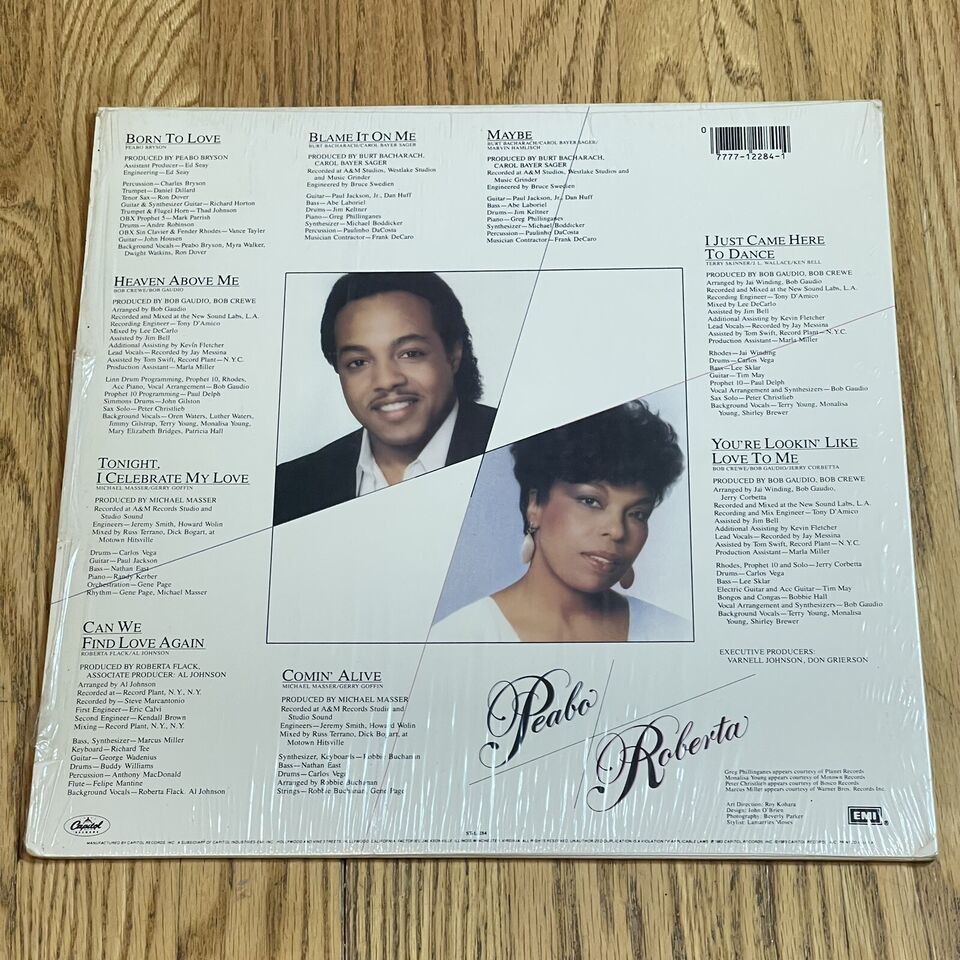 BORN TO LOVE
PEABO BRYSON
PRODUCED BY PEABO BRYSON
Assistant Producer—Ed Seay
Engineering—Ed Seay
Percussion—Charles Bryson
Trumpet—Daniel Dillard
Tenor Sax—Ron Dover
Guitar & Synthesizer Guitar—Richard Horton
Trumpet & Flugel Horn—Thad Johnson
OBX Prophet 5—Mark Parrish
Drums—Andre Robinson
OBX Sin Clavier & Fender Rhodes—Vance Tayler
Guitar—John Housen
Background Vocals—Peabo Bryson, Myra Walker,
Dwight Watkins, Ron Dover
BLAME IT ON ME
BURT BACHARACH/CAROL BAYER SAGER
PRODUCED BY BURT BACHARACH,
CAROL BAYER SAGER
Recorded at A&M Studios, Westlake Studios
and Music Grinder
Engineered by Bruce Swedien
Guitar—Paul Jackson, Jr., Dan Huff
Bass—Abe Laboriel
Drums—Jim Keltner
Piano—Greg Phillinganes
Synthesizer—Michael Boddicker
Percussion—Paulinho DaCosta
Musician Contractor—Frank DeCaro
MAYBE
BURT BACHARACH/CAROL BAYER SAGER/
MARVIN HAMLISCH
PRODUCED BY BURT BACHARACH,
CAROL BAYER SAGER
Recorded at A&M Studios, Westlake Studios and
Music Grinder
Engineered by Bruce Swedien
Guitar—Paul Jackson, Jr., Dan Huff
Bass—Abe Laboriel
Drums—Jim Keltner
Piano—Greg Phillinganes
Synthesizer—Michael Boddicker
Percussion—Paulinho DaCosta
Musician Contractor—Frank DeCaro
0 7777-12284-1
HEAVEN ABOVE ME
BOB CREWE/BOB GAUDIO
PRODUCED BY BOB GAUDIO, BOB CREWE
Arranged by Bob Gaudio
Recorded and Mixed at the New Sound Labs, L.A.
Recording Engineer—Tony D'Amico
Mixed by Lee DeCarlo
Assisted by Jim Bell
Additional Assisting by Kevin Fletcher
Lead Vocals—Recorded by Jay Messina
Assisted by Tom Swift, Record Plant—N.Y.C.
Production Assistant—Marla Miller
Linn Drum Programming, Prophet 10, Rhodes,
Acc Piano, Vocal Arrangement—Bob Gaudio
Prophet 10 Programming—Paul Delph
Simmons Drums—John Gilston
Sax Solo—Peter Christlieb
Background Vocals—Oren Waters, Luther Waters,
Jimmy Gilstrap, Terry Young, Monalisa Young,
Mary Elizabeth Bridges, Patricia Hall
I JUST CAME HERE
TO DANCE
TERRY SKINNER/J. L. WALLACE/KEN BELL
PRODUCED BY BOB GAUDIO, BOB CREWE
Arranged by Jai Winding, Bob Gaudio
Recorded and Mixed at the New Sound Labs, L.A.
Recording Engineer—Tony D'Amico
Mixed by Lee DeCarlo
Assisted by Jim Bell
Additional Assisting by Kevin Fletcher
Lead Vocals—Recorded by Jay Messina
Assisted by Tom Swift, Record Plant—N.Y.C.
Production Assistant—Marla Miller
Rhodes—Jai Winding
Drums—Carlos Vega
Bass—Lee Sklar
Guitar—Tim May
Prophet 10—Paul Delph
Vocal Arrangement and Synthesizers—Bob Gaudio
Sax Solo—Peter Christlieb
Background Vocals—Terry Young, Monalisa
Young, Shirley Brewer
TONIGHT,
I CELEBRATE MY LOVE
MICHAEL MASSER/GERRY GOFFIN
PRODUCED BY MICHAEL MASSER
Recorded at A&M Records Studio and
Studio Sound
Engineers—Jeremy Smith, Howard Wolin
Mixed by Russ Terrano, Dick Bogart, at
Motown Hitsville
Drums—Carlos Vega
Guitar—Paul Jackson
Bass—Nathan East
Piano—Randy Kerber
Orchestration—Gene Page
Rhythm—Gene Page, Michael Masser
YOU'RE LOOKIN' LIKE
LOVE TO ME
BOB CREWE/BOB GAUDIO/JERRY CORBETTA
PRODUCED BY BOB GAUDIO, BOB CREWE
Arranged by Jai Winding, Bob Gaudio,
Jerry Corbetta
Recorded and Mixed at the New Sound Labs, L.A.
Recording and Mix Engineer—Tony D'Amico
Assisted by Jim Bell
Additional Assisting by Kevin Fletcher
Lead Vocals—Recorded by Jay Messina
Assisted by Tom Swift, Record Plant—N.Y.C.
Production Assistant—Marla Miller
Rhodes, Prophet 10 and Solo—Jerry Corbetta
Drums—Carlos Vega
Bass—Lee Sklar
Electric Guitar and Acc Guitar—Tim May
Bongos and Congas—Bobbie Hall
Vocal Arrangement and Synthesizers—Bob Gaudio
Background Vocals—Terry Young, Monalisa
Young, Shirley Brewer
CAN WE
FIND LOVE AGAIN
ROBERTA FLACK/AL JOHNSON
PRODUCED BY ROBERTA FLACK,
ASSOCIATE PRODUCER: AL JOHNSON
Arranged by Al Johnson
Recorded at—Record Plant, N.Y., N.Y.
Recorded by—Steve Marcantonio
First Engineer—Eric Calvi
Second Engineer—Kendall Brown
Mixing—Record Plant, N.Y., N.Y.
Bass, Synthesizer—Marcus Miller
Keyboard—Richard Tee
Guitar—George Wadenius
Drums—Buddy Williams
Percussion—Anthony MacDonald
Flute—Felipe Mantine
Background Vocals—Roberta Flack, Al Johnson
COMIN' ALIVE
MICHAEL MASSER/GERRY GOFFIN
PRODUCED BY MICHAEL MASSER
Recorded at A&M Records Studio and
Studio Sound
Engineers—Jeremy Smith, Howard Wolin
Mixed by Russ Terrano, Dick Bogart, at
Motown Hitsville
Synthesizer, Keyboards—Robbie Buchanan
Bass—Nathan East
Drums—Carlos Vega
Arranged by Robbie Buchanan
Strings—Robbie Buchanan, Gene Page
EXECUTIVE PRODUCERS:
VARNELL JOHNSON, DON GRIERSON
Peabo
Roberta
Greg Phillinganes appears courtesy of Planet Records
Monalisa Young appears courtesy of Motown Records
Peter Christlieb appears courtesy of Bosco Records
Marcus Miller appears courtesy of Warner Bros. Records Inc.
Art Direction: Roy Kohara
Design: John O'Brien
Photography: Beverly Parker
Stylist: Lamarries Moses
Capitol
RECORDS
EMI